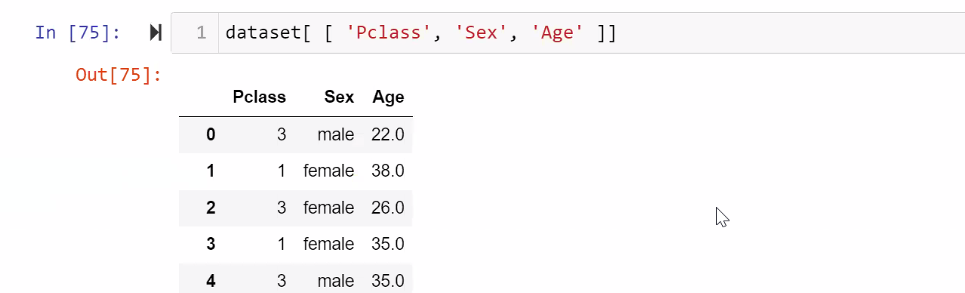 In [75]: 1 dataset[ [ 'Pclass', 'Sex', 'Age' ]]
Out[75]:
Pclass Sex Age
0 3 male 22.0
1 1 female 38.0
2 3 female 26.0
3 1 female 35.0
4 3 male 35.0